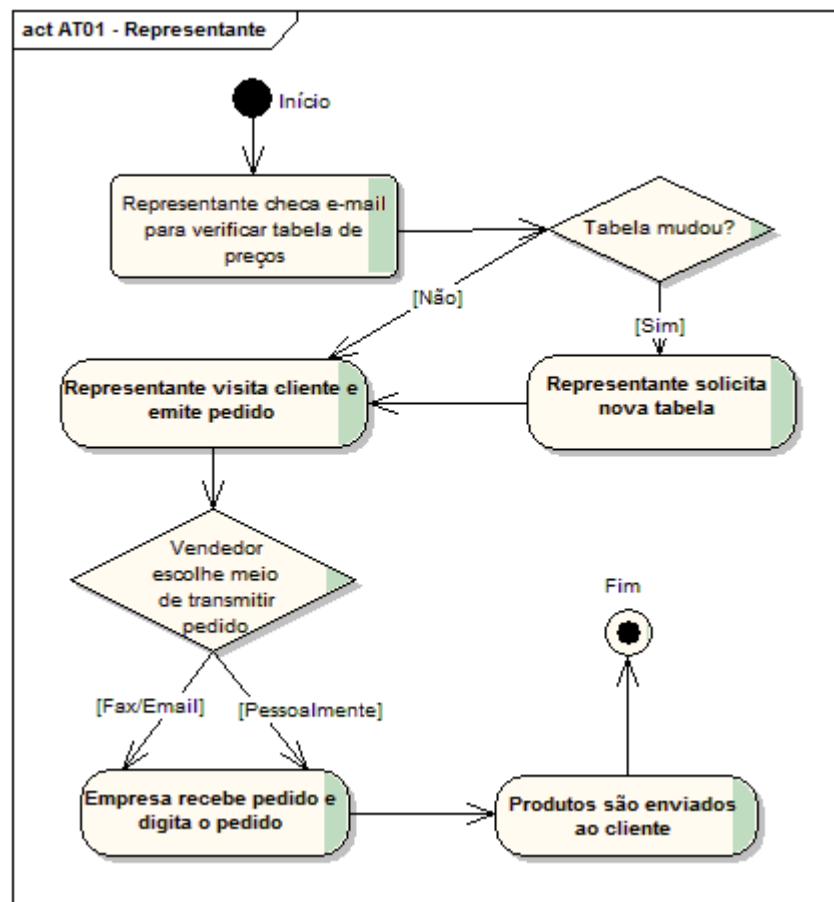 act AT01 - Representante
Início
Representante checa e-mail
para verificar tabela de
preços
Tabela mudou?
[Não]
[Sim]
Representante visita cliente e
emite pedido
Representante solicita
nova tabela
Vendedor
escolhe meio
de transmitir
pedido
Fim
[Fax/Email]
[Pessoalmente]
Empresa recebe pedido e
digita o pedido
Produtos são enviados
ao cliente